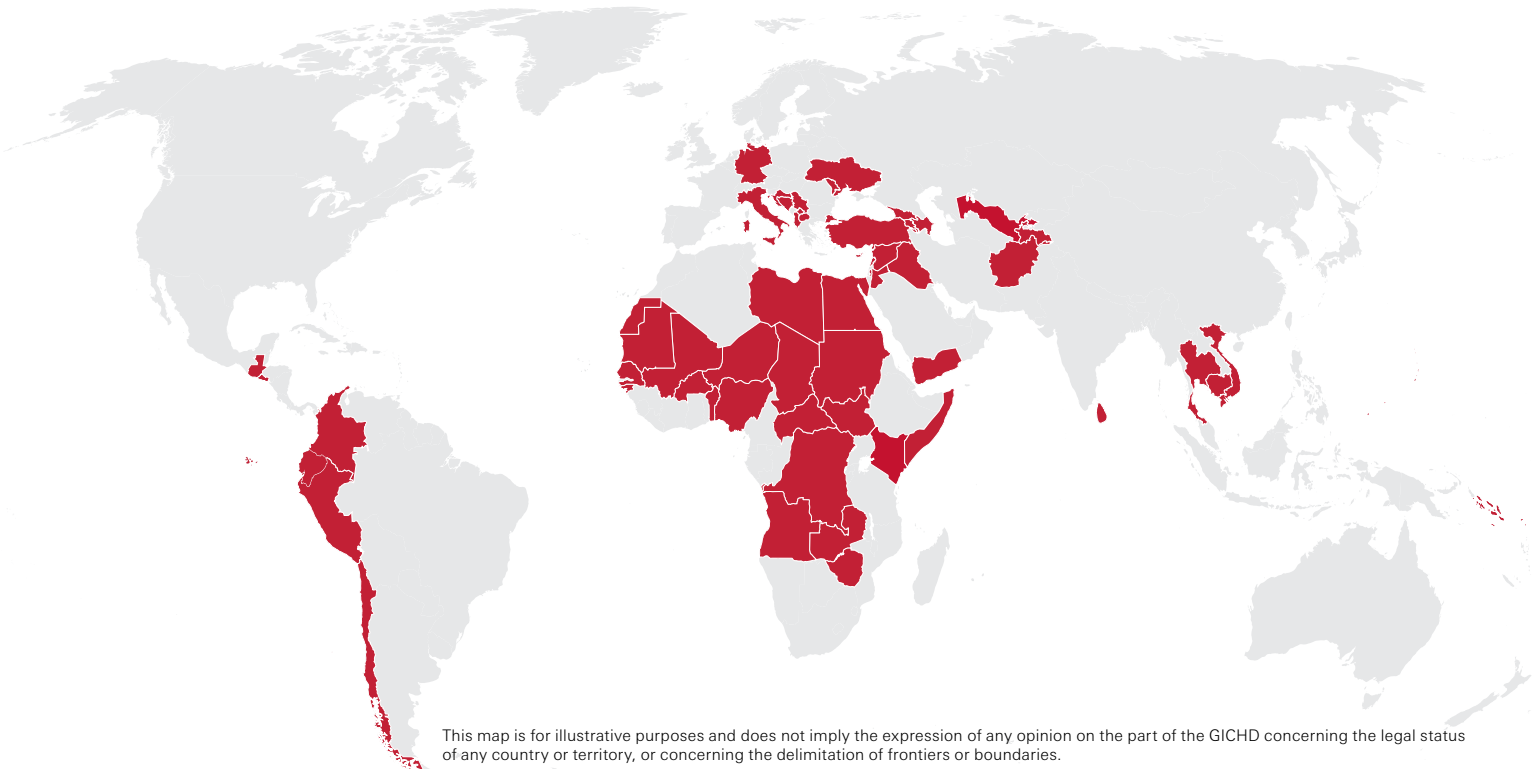 This map is for illustrative purposes and does not imply the expression of any opinion on the part of the GICHD concerning the legal status
of any country or territory, or concerning the delimitation of frontiers or boundaries.